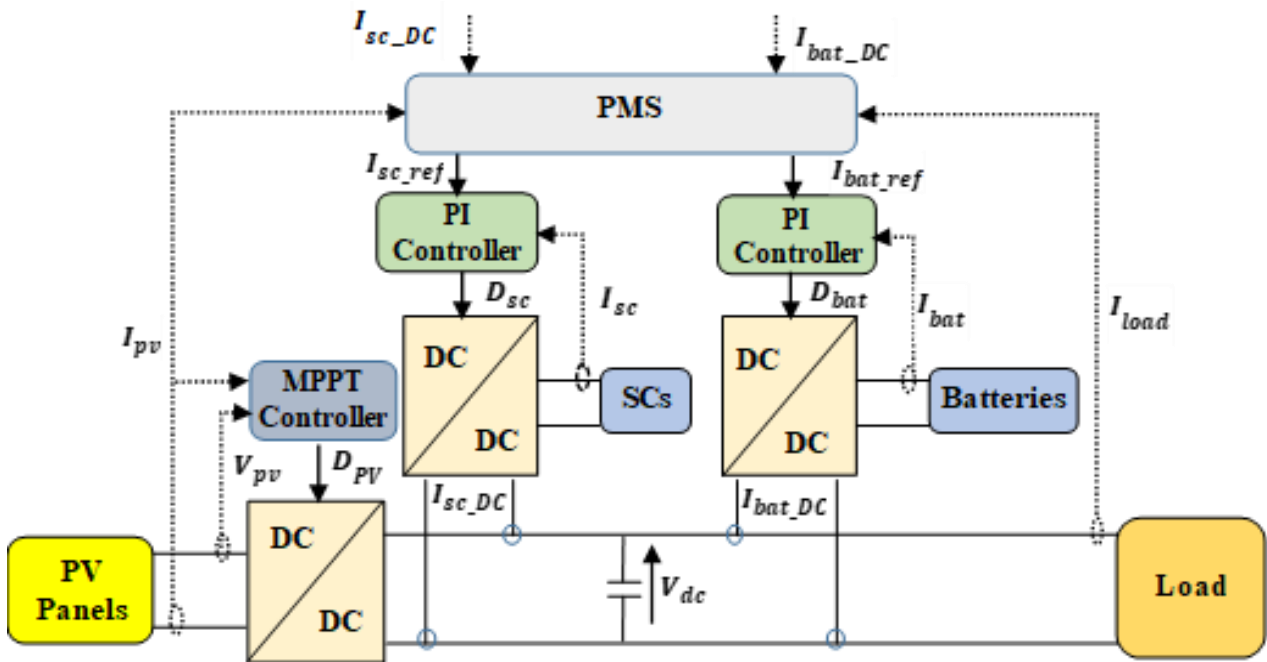 I_sc_DC
I_bat_DC
PMS
I_sc_ref
I_bat_ref
PI
Controller
PI
Controller
D_sc
I_sc
D_bat
I_bat
I_load
I_pv
DC
DC
MPPT
Controller
SCs
Batteries
DC
DC
V_pv
D_PV
I_sc_DC
I_bat_DC
DC
DC
PV
Panels
V_dc
Load